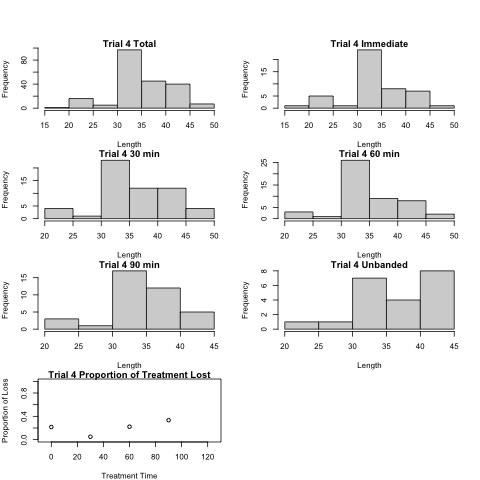 Trial 4 Total
Frequency
0 40 80
15 20 25 30 35 40 45 50
Length
Trial 4 Immediate
Frequency
0 5 15
15 20 25 30 35 40 45 50
Length
Trial 4 30 min
Frequency
0 5 15
20 25 30 35 40 45 50
Length
Trial 4 60 min
Frequency
0 5 15 25
20 25 30 35 40 45 50
Length
Trial 4 90 min
Frequency
0 5 15
20 25 30 35 40 45
Length
Trial 4 Unbanded
Frequency
0 2 4 6 8
20 25 30 35 40 45
Length
Trial 4 Proportion of Treatment Lost
Proportion of Loss
0.0 0.4 0.8
0 20 40 60 80 100 120
Treatment Time